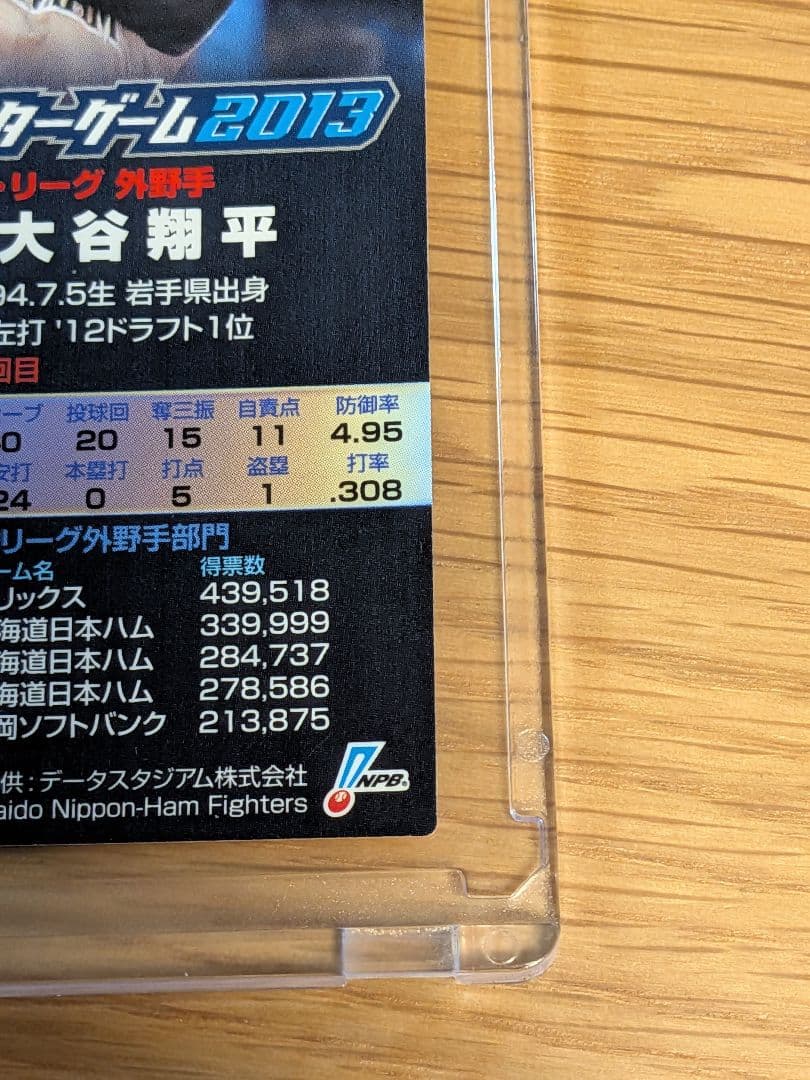 ターゲーム2013
リーグ 外野手
大谷翔平
94.7.5生 岩手県出身
左打 '12ドラフト1位
回目
ーブ 投球回 奪三振 自責点 防御率
0 20 15 11 4.95
安打 本塁打 打点 盗塁 打率
24 0 5 1 .308
リーグ外野手部門
ーム名 得票数
リックス 439,518
海道日本ハム 339,999
海道日本ハム 284,737
海道日本ハム 278,586
岡ソフトバンク 213,875
供:データスタジアム株式会社
aido Nippon-Ham Fighters
NPB